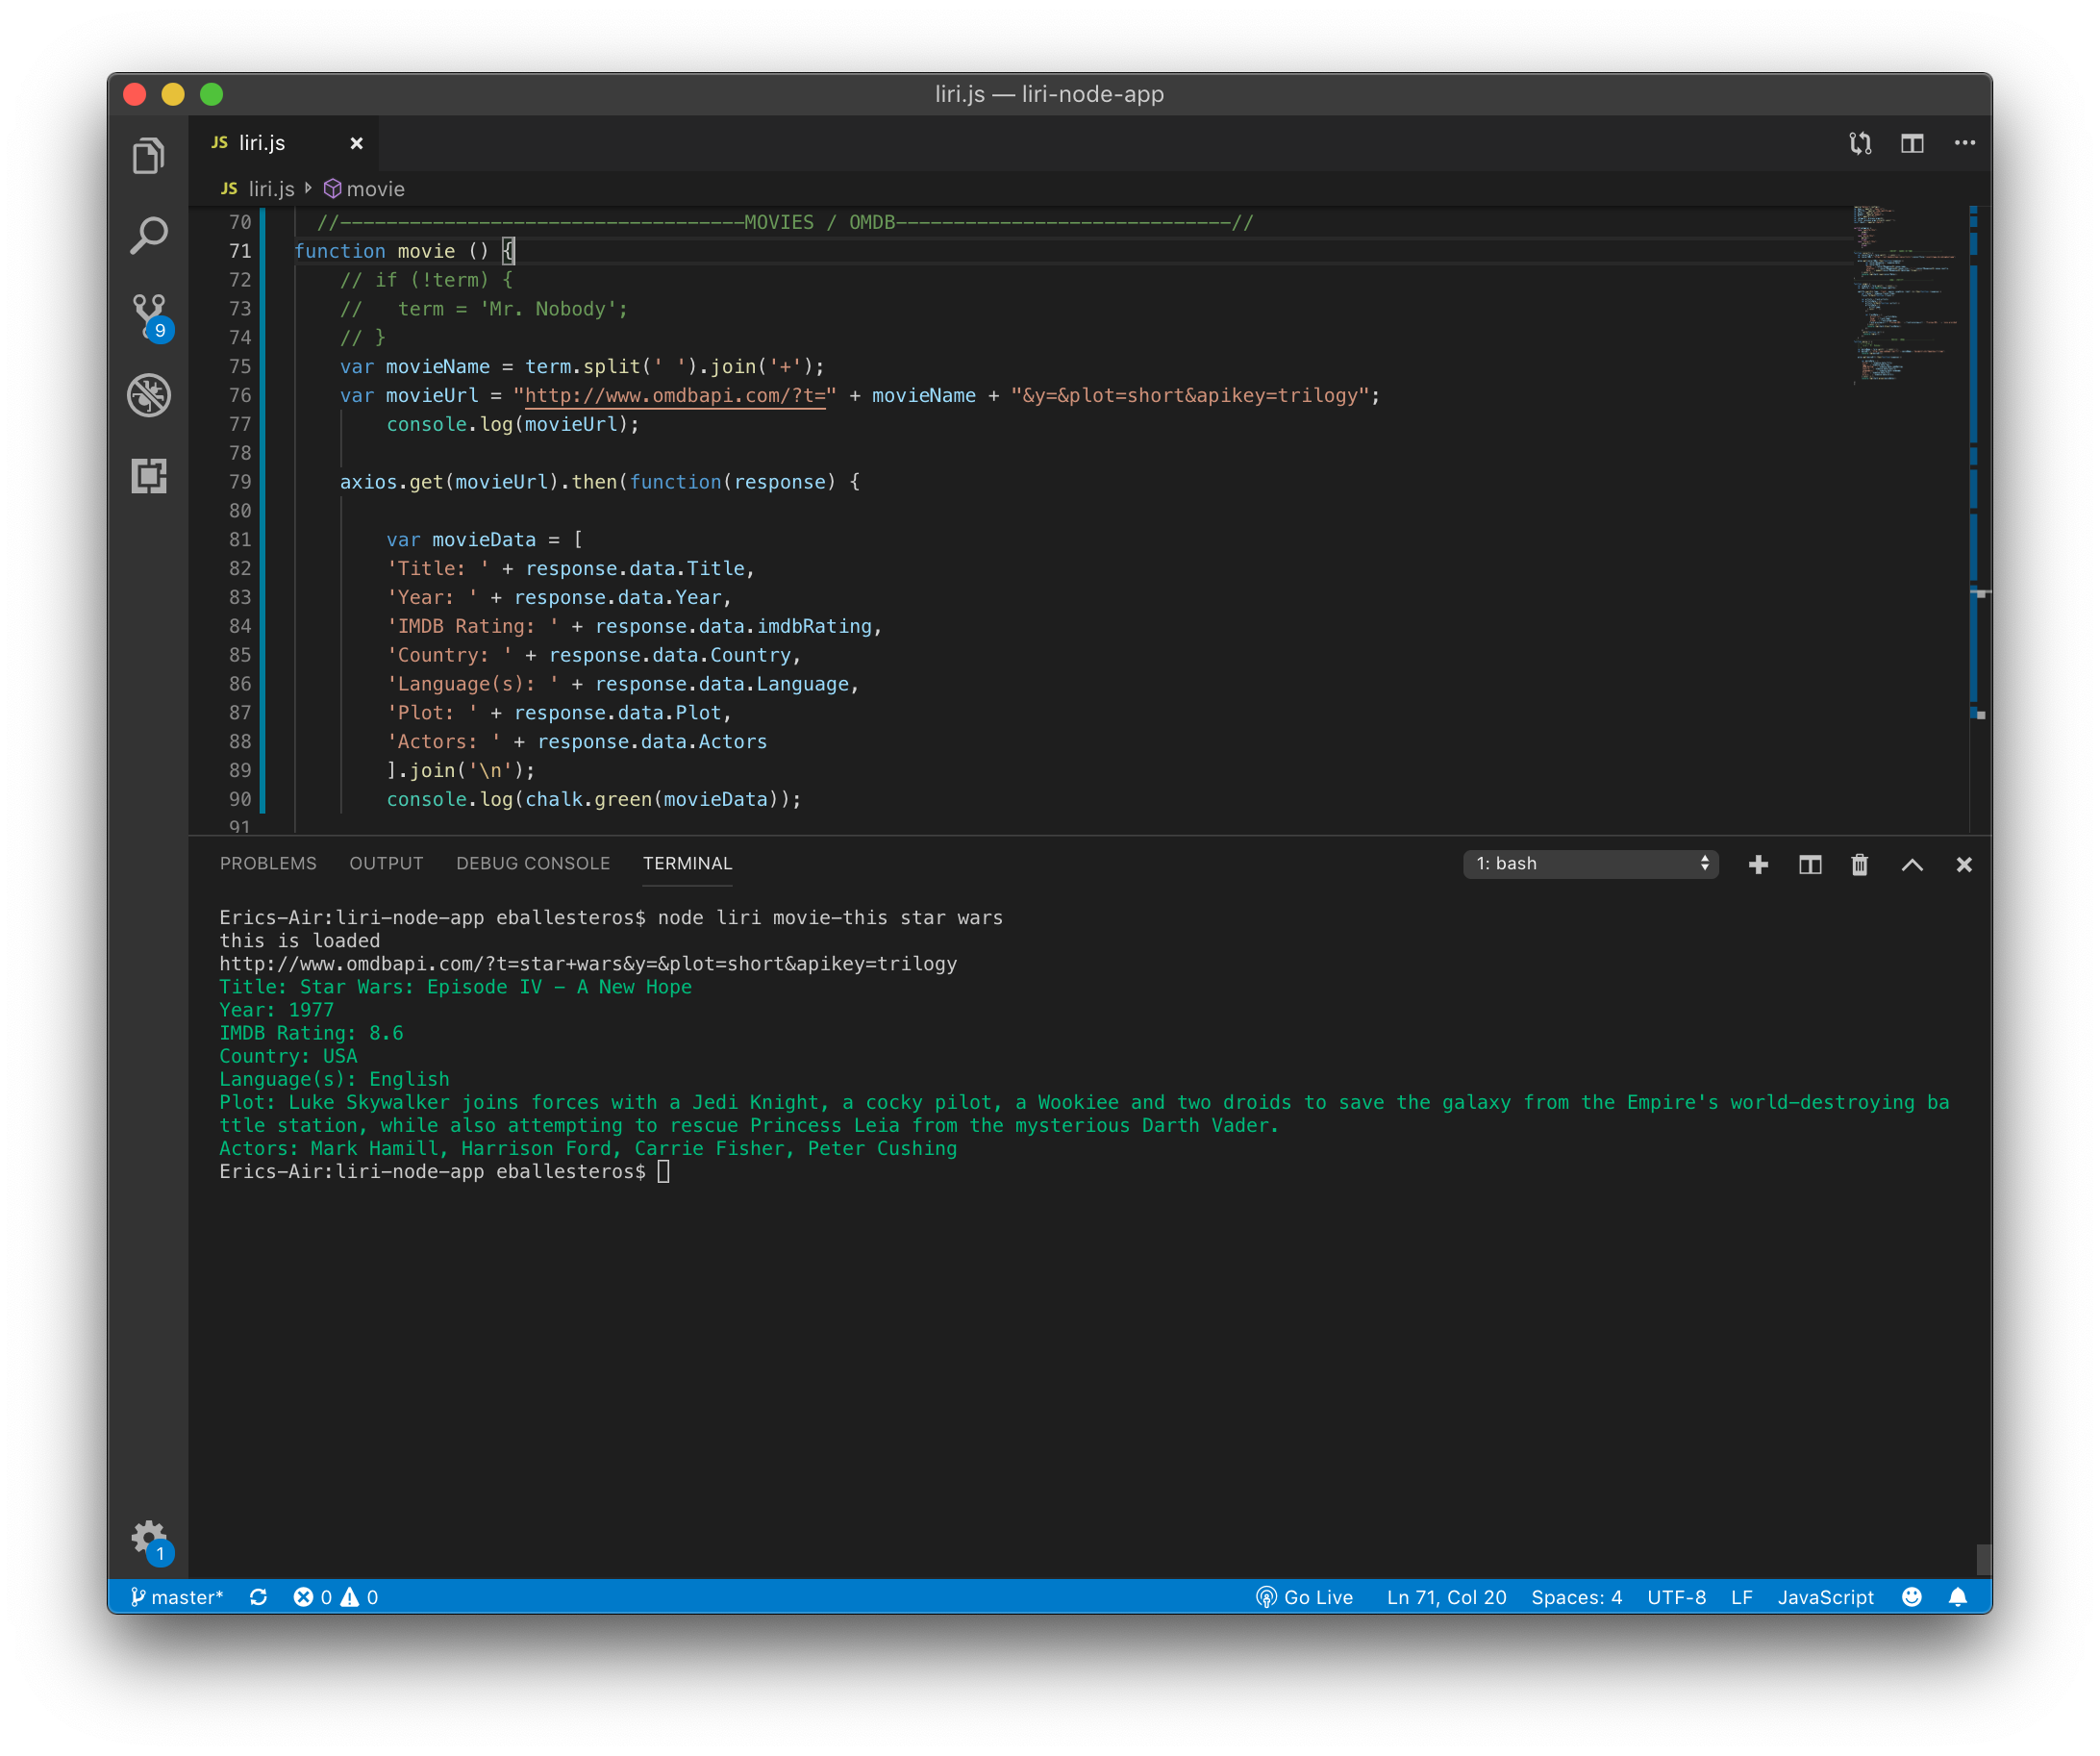 liri.js — liri-node-app
JS liri.js
JS liri.js movie
70 //-----------------------------------MOVIES / OMDB-----------------------------//
71 function movie () {
72 // if (!term) {
73 //   term = 'Mr. Nobody';
74 // }
75 var movieName = term.split(' ').join('+');
76 var movieUrl = "http://www.omdbapi.com/?t=" + movieName + "&y=&plot=short&apikey=trilogy";
77 console.log(movieUrl);
78
79 axios.get(movieUrl).then(function(response) {
80
81 var movieData = [
82 'Title: ' + response.data.Title,
83 'Year: ' + response.data.Year,
84 'IMDB Rating: ' + response.data.imdbRating,
85 'Country: ' + response.data.Country,
86 'Language(s): ' + response.data.Language,
87 'Plot: ' + response.data.Plot,
88 'Actors: ' + response.data.Actors
89 ].join('\n');
90 console.log(chalk.green(movieData));
91
9
PROBLEMS OUTPUT DEBUG CONSOLE TERMINAL 1: bash
Erics-Air:liri-node-app eballesteros$ node liri movie-this star wars
this is loaded
http://www.omdbapi.com/?t=star+wars&y=&plot=short&apikey=trilogy
Title: Star Wars: Episode IV - A New Hope
Year: 1977
IMDB Rating: 8.6
Country: USA
Language(s): English
Plot: Luke Skywalker joins forces with a Jedi Knight, a cocky pilot, a Wookiee and two droids to save the galaxy from the Empire's world-destroying ba
ttle station, while also attempting to rescue Princess Leia from the mysterious Darth Vader.
Actors: Mark Hamill, Harrison Ford, Carrie Fisher, Peter Cushing
Erics-Air:liri-node-app eballesteros$
1
master* 0 0 Go Live Ln 71, Col 20 Spaces: 4 UTF-8 LF JavaScript